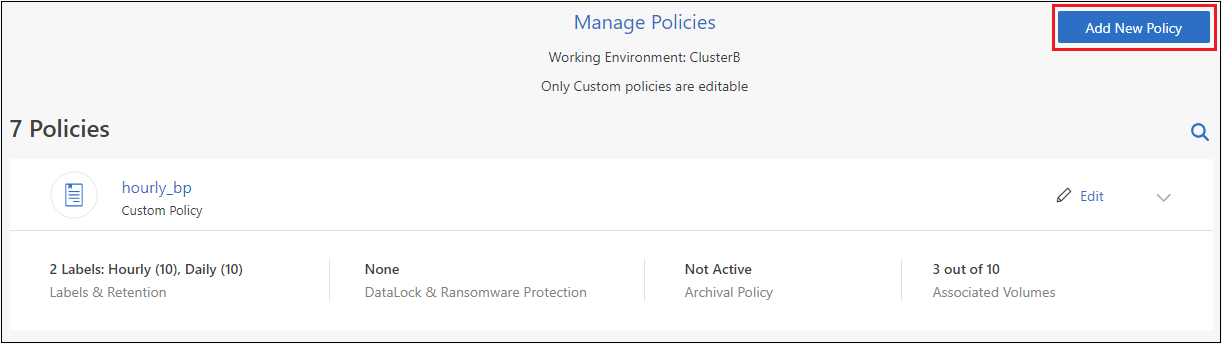 Manage Policies
Add New Policy
Working Environment: ClusterB
Only Custom policies are editable
7 Policies
hourly_bp
Custom Policy
Edit
2 Labels: Hourly (10), Daily (10)
Labels & Retention
None
DataLock & Ransomware Protection
Not Active
Archival Policy
3 out of 10
Associated Volumes